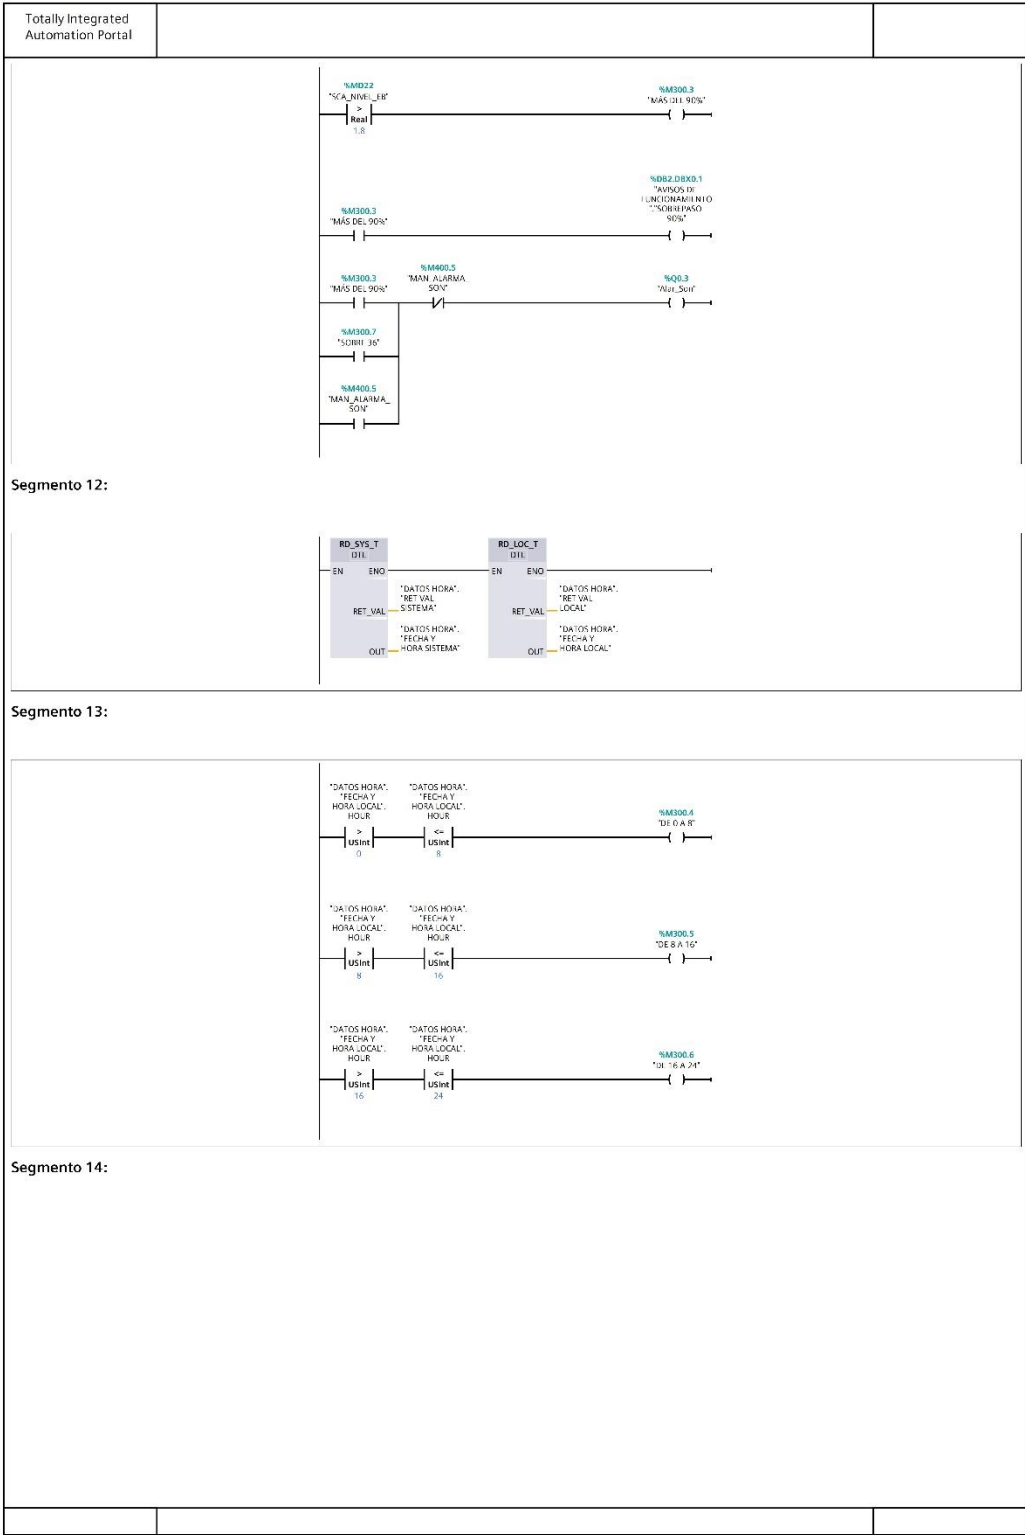 Totally Integrated
Automation Portal
%MD22
"SCA_NIVEL_EB"
>
Real
1.8
%M300.3
"MÁS DEL 90%"
%DB2.DBX0.1
"AVISOS DE
FUNCIONAMIENTO
"."SOBREPASO
90%"
%M300.3
"MÁS DEL 90%"
%M300.3
"MÁS DEL 90%"
%M400.5
"MAN_ALARMA_
SON"
%Q0.3
"Alar_Son"
%M300.7
"SOBRE 36"
%M400.5
"MAN_ALARMA_
SON"
Segmento 12:
RD_SYS_T
DTL
EN ENO
RET_VAL
"DATOS HORA".
"RET VAL
SISTEMA"
OUT
"DATOS HORA".
"FECHA Y
HORA SISTEMA"
RD_LOC_T
DTL
EN ENO
RET_VAL
"DATOS HORA".
"RET VAL
LOCAL"
OUT
"DATOS HORA".
"FECHA Y
HORA LOCAL"
Segmento 13:
"DATOS HORA".
"FECHA Y
HORA LOCAL".
HOUR
>
USInt
0
"DATOS HORA".
"FECHA Y
HORA LOCAL".
HOUR
<=
USInt
8
%M300.4
"DE 0 A 8"
"DATOS HORA".
"FECHA Y
HORA LOCAL".
HOUR
>
USInt
8
"DATOS HORA".
"FECHA Y
HORA LOCAL".
HOUR
<=
USInt
16
%M300.5
"DE 8 A 16"
"DATOS HORA".
"FECHA Y
HORA LOCAL".
HOUR
>
USInt
16
"DATOS HORA".
"FECHA Y
HORA LOCAL".
HOUR
<=
USInt
24
%M300.6
"DE 16 A 24"
Segmento 14: